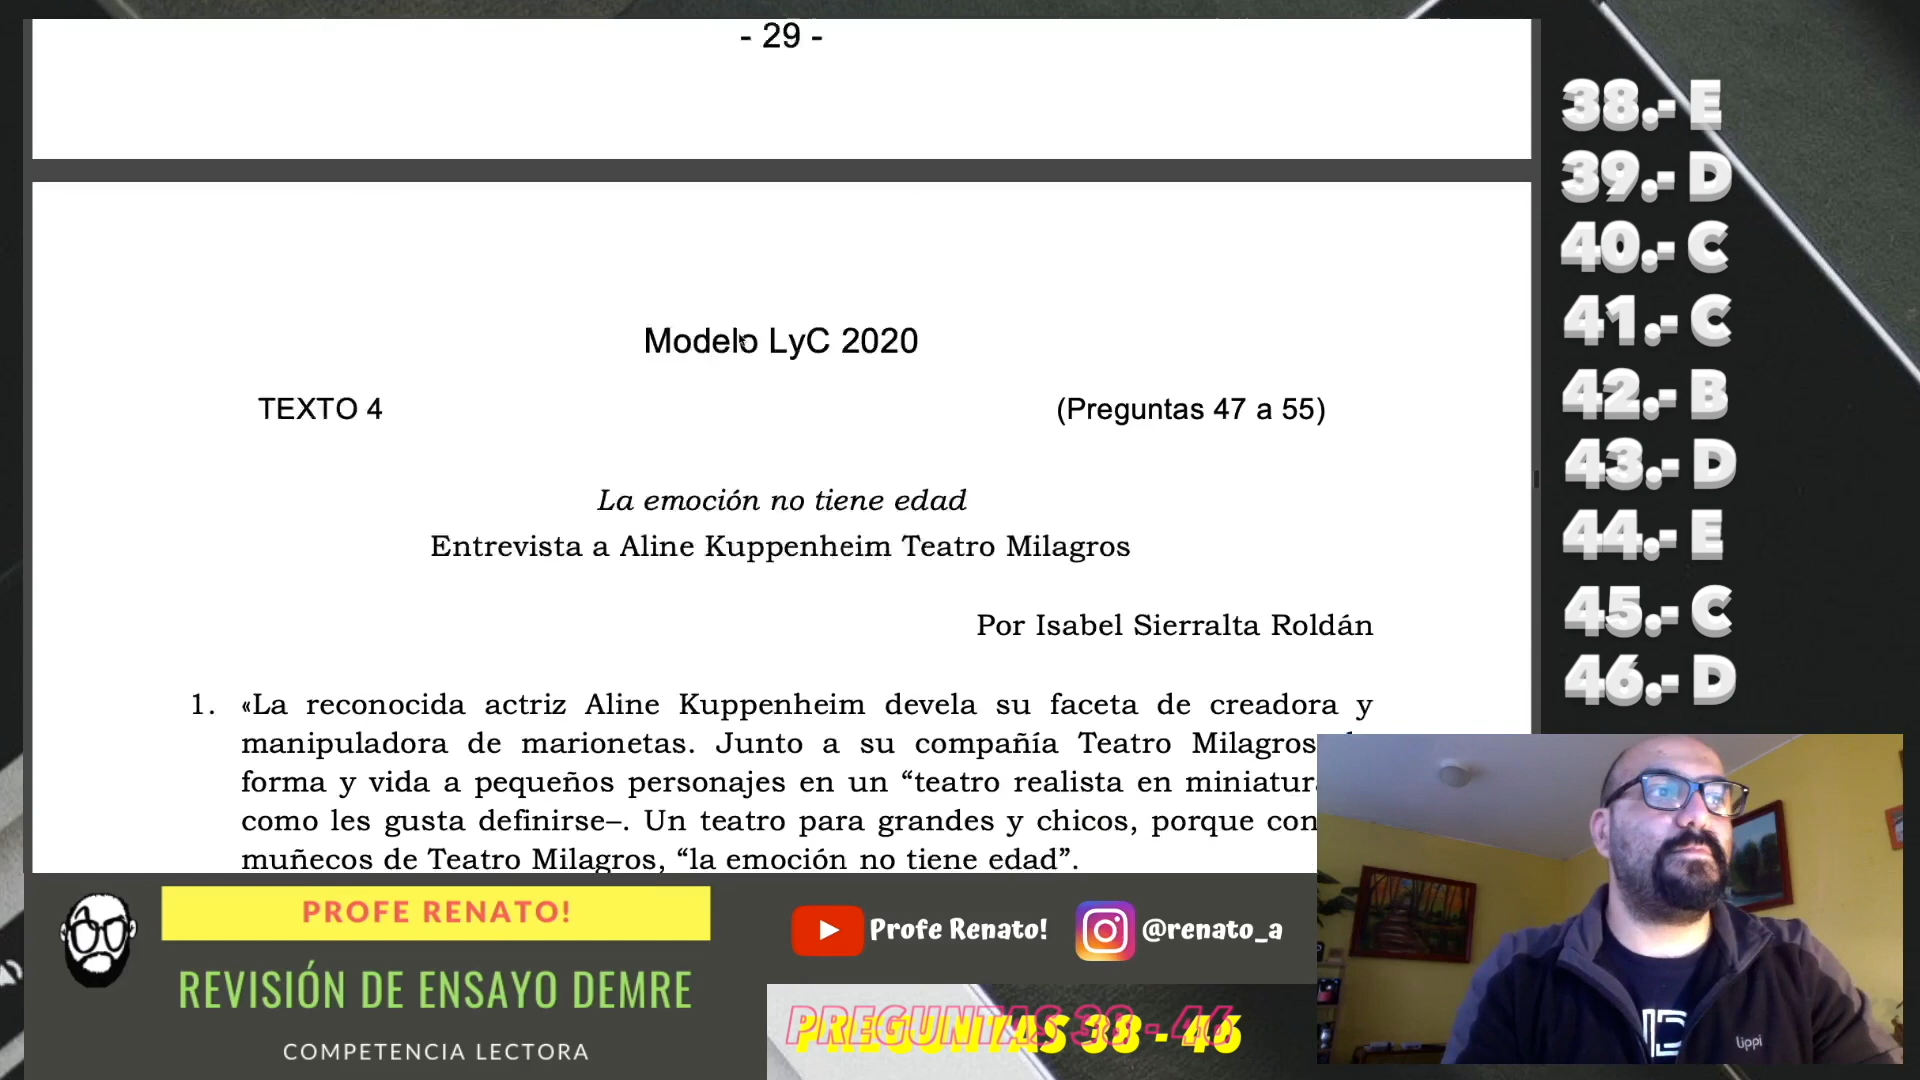 - 29 -
Modelo LyC 2020
TEXTO 4
(Preguntas 47 a 55)
La emoción no tiene edad
Entrevista a Aline Kuppenheim Teatro Milagros
Por Isabel Sierralta Roldán
1. «La reconocida actriz Aline Kuppenheim devela su faceta de creadora y
manipuladora de marionetas. Junto a su compañía Teatro Milagros
forma y vida a pequeños personajes en un “teatro realista en
como les gusta definirse–. Un teatro para grandes y chicos, porque con
muñecos de Teatro Milagros, “la emoción no tiene edad”.
38.- E
39.- D
40.- C
41.- C
42.- B
43.- D
44.- E
45.- C
46.- D
PROFE RENATO!
REVISIÓN DE ENSAYO DEMRE
COMPETENCIA LECTORA
Profe Renato!
@renato_a
PREGUNTAS 38 - 46
lippi